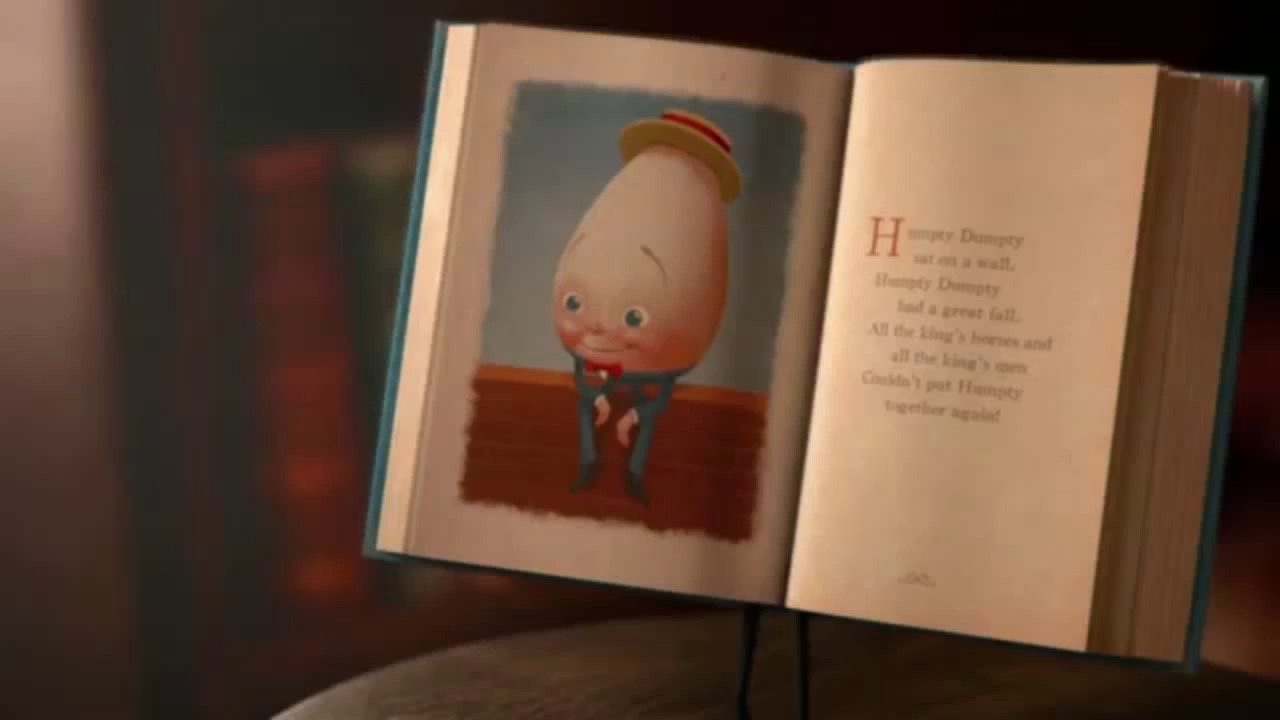 Humpty Dumpty
sat on a wall,
Humpty Dumpty
had a great fall.
All the king's horses and
all the king's men
Couldn't put Humpty
together again!